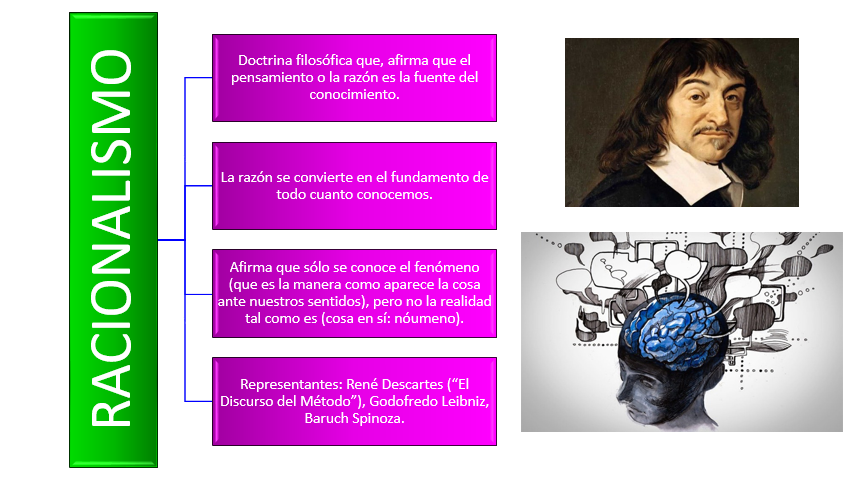 RACIONALISMO
Doctrina filosófica que, afirma que el
pensamiento o la razón es la fuente del
conocimiento.
La razón se convierte en el fundamento de
todo cuanto conocemos.
Afirma que sólo se conoce el fenómeno
(que es la manera como aparece la cosa
ante nuestros sentidos), pero no la realidad
tal como es (cosa en sí: nóumeno).
Representantes: René Descartes (“El
Discurso del Método”), Godofredo Leibniz,
Baruch Spinoza.